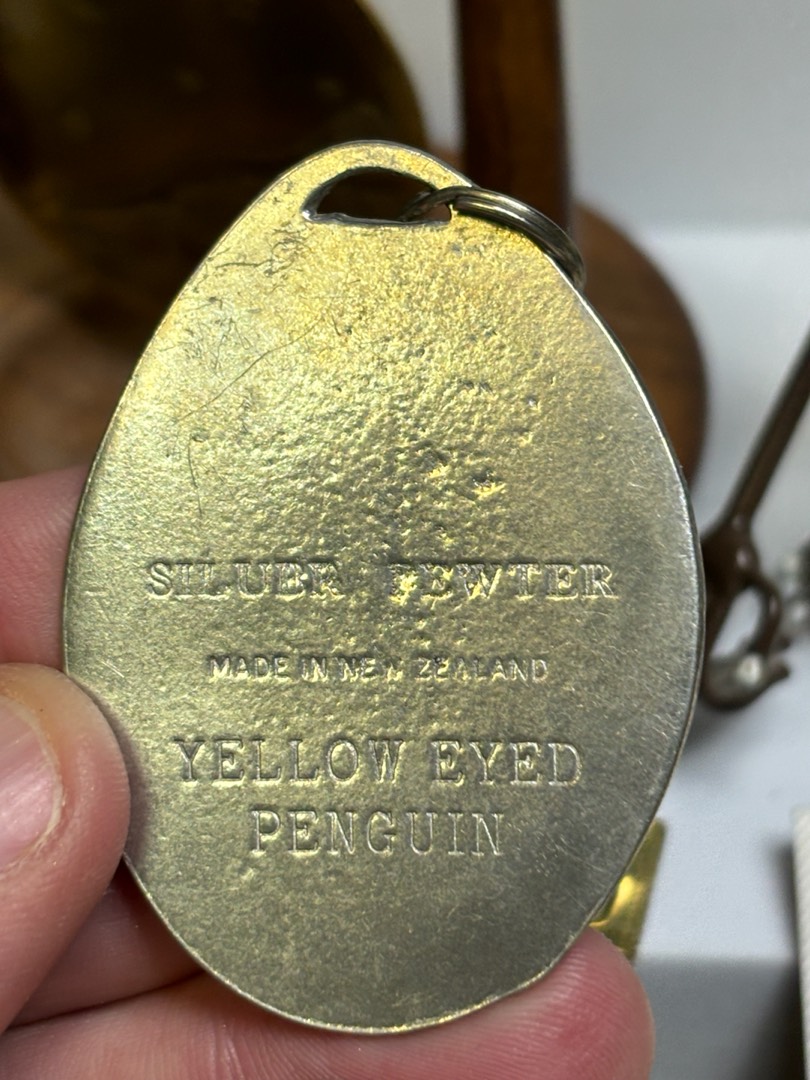 SILVER PEWTER
MADE IN NEW ZEALAND
YELLOW EYED
PENGUIN